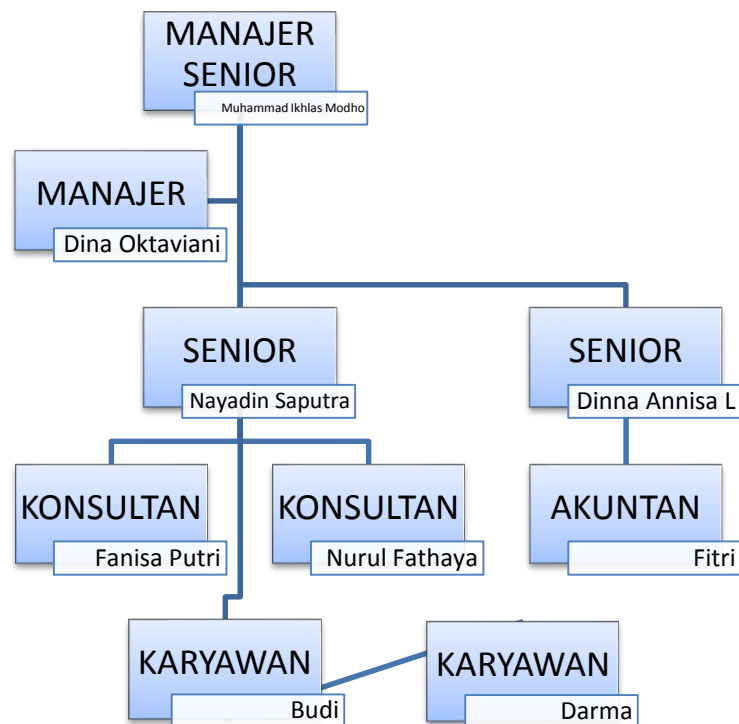 MANAJER
SENIOR
Muhammad Ikhlas Modho
MANAJER
Dina Oktaviani
SENIOR
Nayadin Saputra
SENIOR
Dinna Annisa L
KONSULTAN
Fanisa Putri
KONSULTAN
Nurul Fathaya
AKUNTAN
Fitri
KARYAWAN
Budi
KARYAWAN
Darma